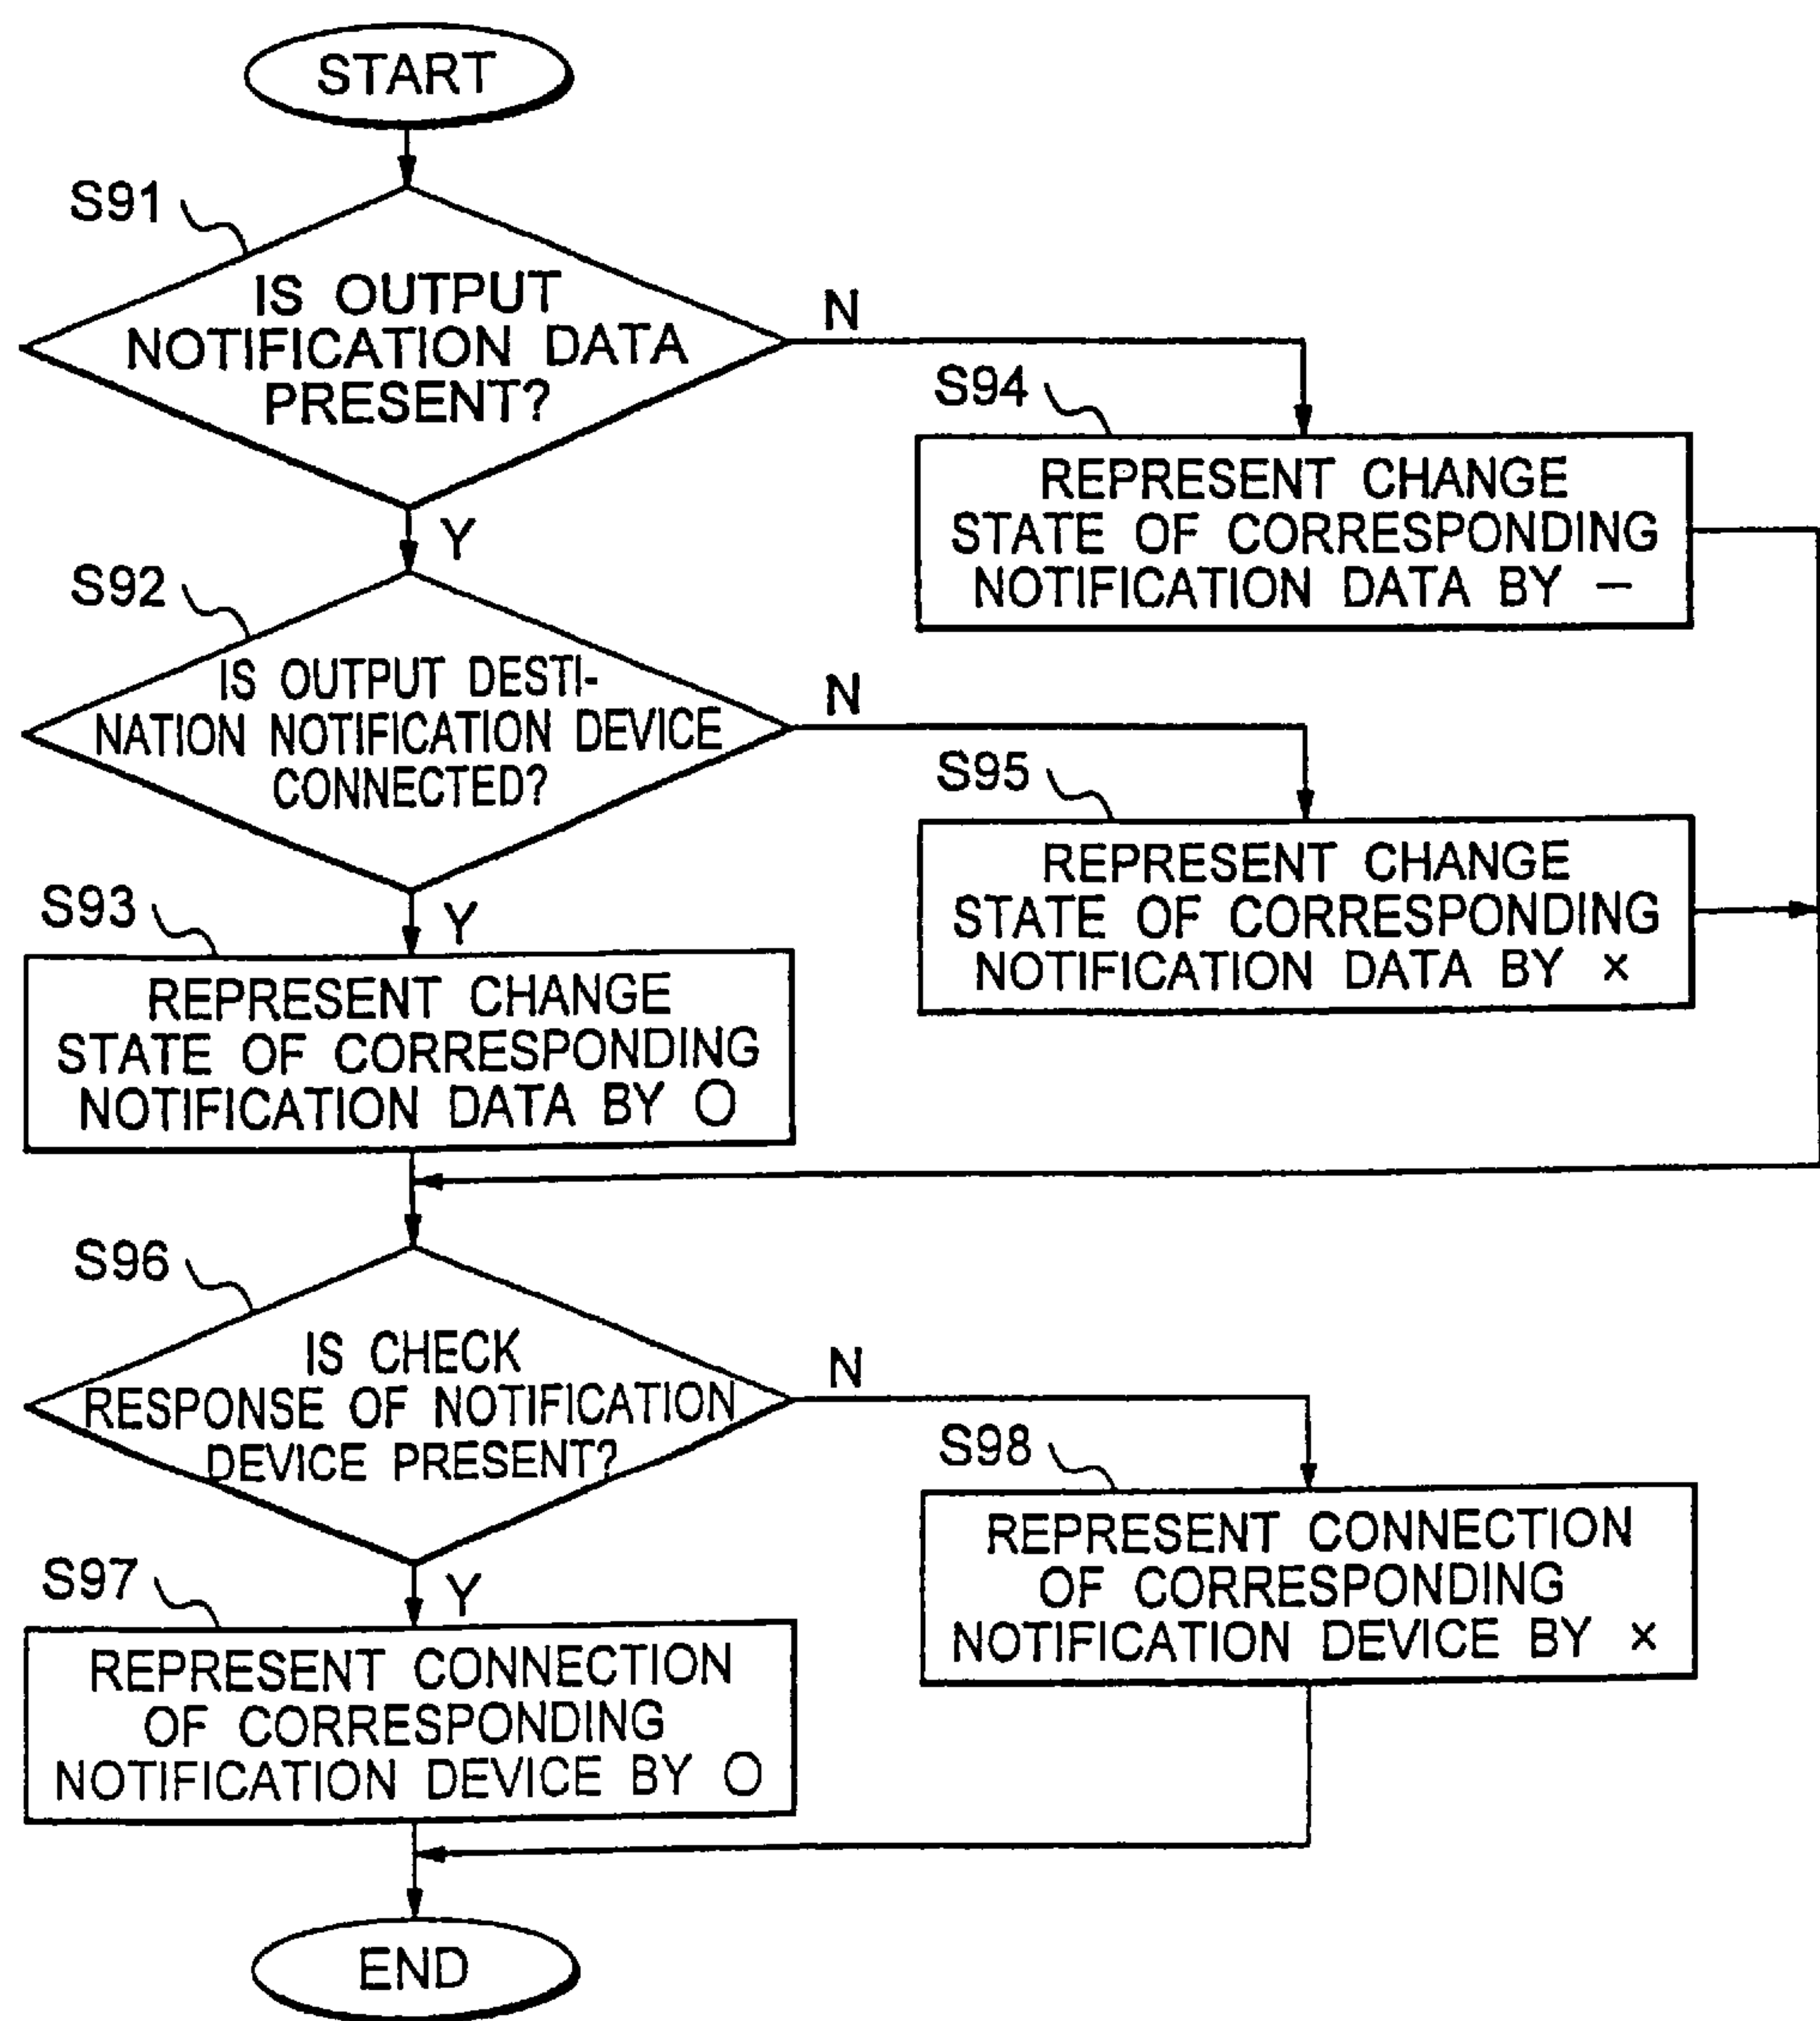 START
S91
IS OUTPUT
NOTIFICATION DATA
PRESENT?
N
Y
S94
REPRESENT CHANGE
STATE OF CORRESPONDING
NOTIFICATION DATA BY —
S92
IS OUTPUT DESTI-
NATION NOTIFICATION DEVICE
CONNECTED?
N
Y
S95
REPRESENT CHANGE
STATE OF CORRESPONDING
NOTIFICATION DATA BY ×
S93
REPRESENT CHANGE
STATE OF CORRESPONDING
NOTIFICATION DATA BY ○
S96
IS CHECK
RESPONSE OF NOTIFICATION
DEVICE PRESENT?
N
Y
S98
REPRESENT CONNECTION
OF CORRESPONDING
NOTIFICATION DEVICE BY ×
S97
REPRESENT CONNECTION
OF CORRESPONDING
NOTIFICATION DEVICE BY ○
END